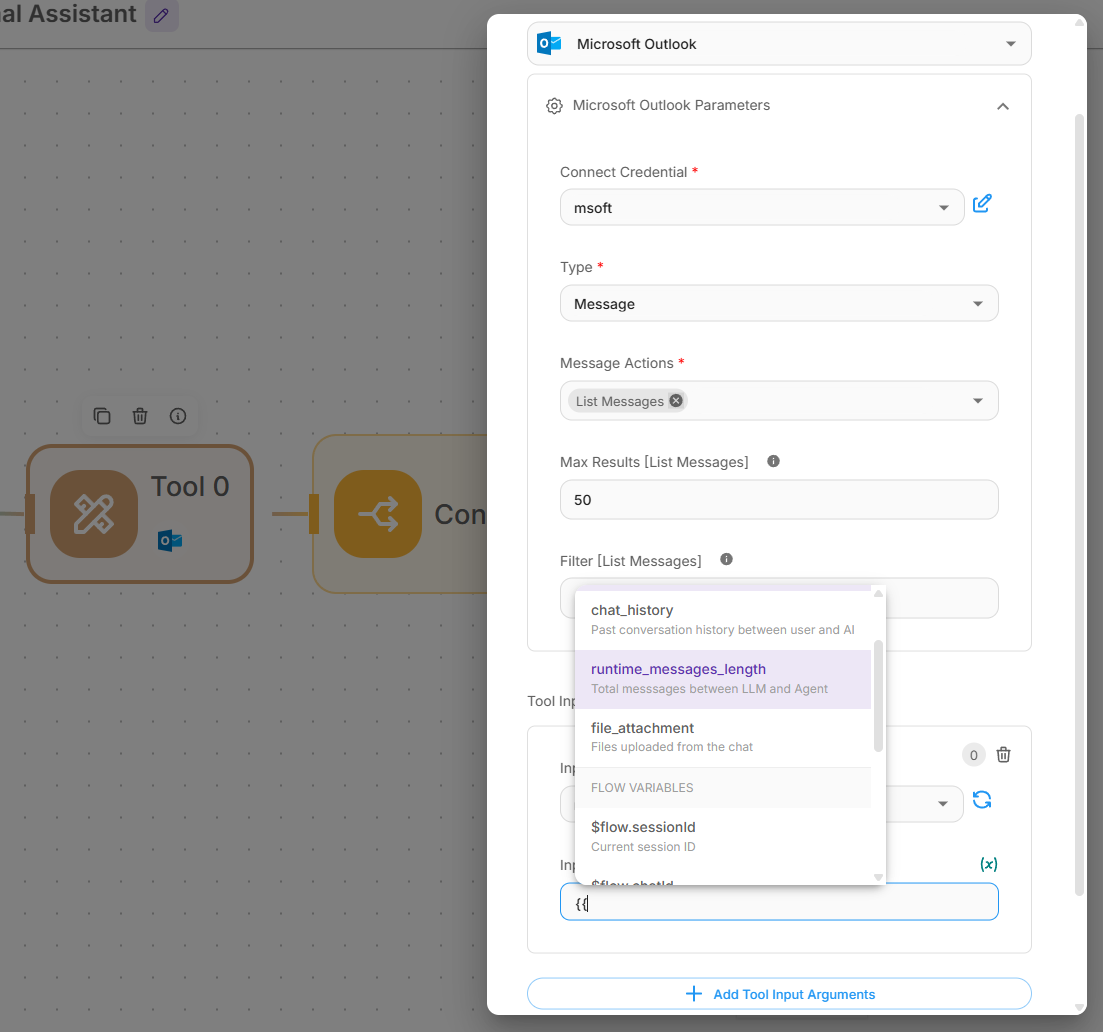 al Assistant
Microsoft Outlook
Microsoft Outlook Parameters
Connect Credential *
msoft
Type *
Message
Message Actions *
List Messages
Max Results [List Messages]
50
Filter [List Messages]
chat_history
Past conversation history between user and AI
runtime_messages_length
Total messsages between LLM and Agent
file_attachment
Files uploaded from the chat
FLOW VARIABLES
$flow.sessionId
Current session ID
$flow.chatId
Tool Inp
0
Inp
Inp
(x)
{{
Add Tool Input Arguments
Tool 0
Con